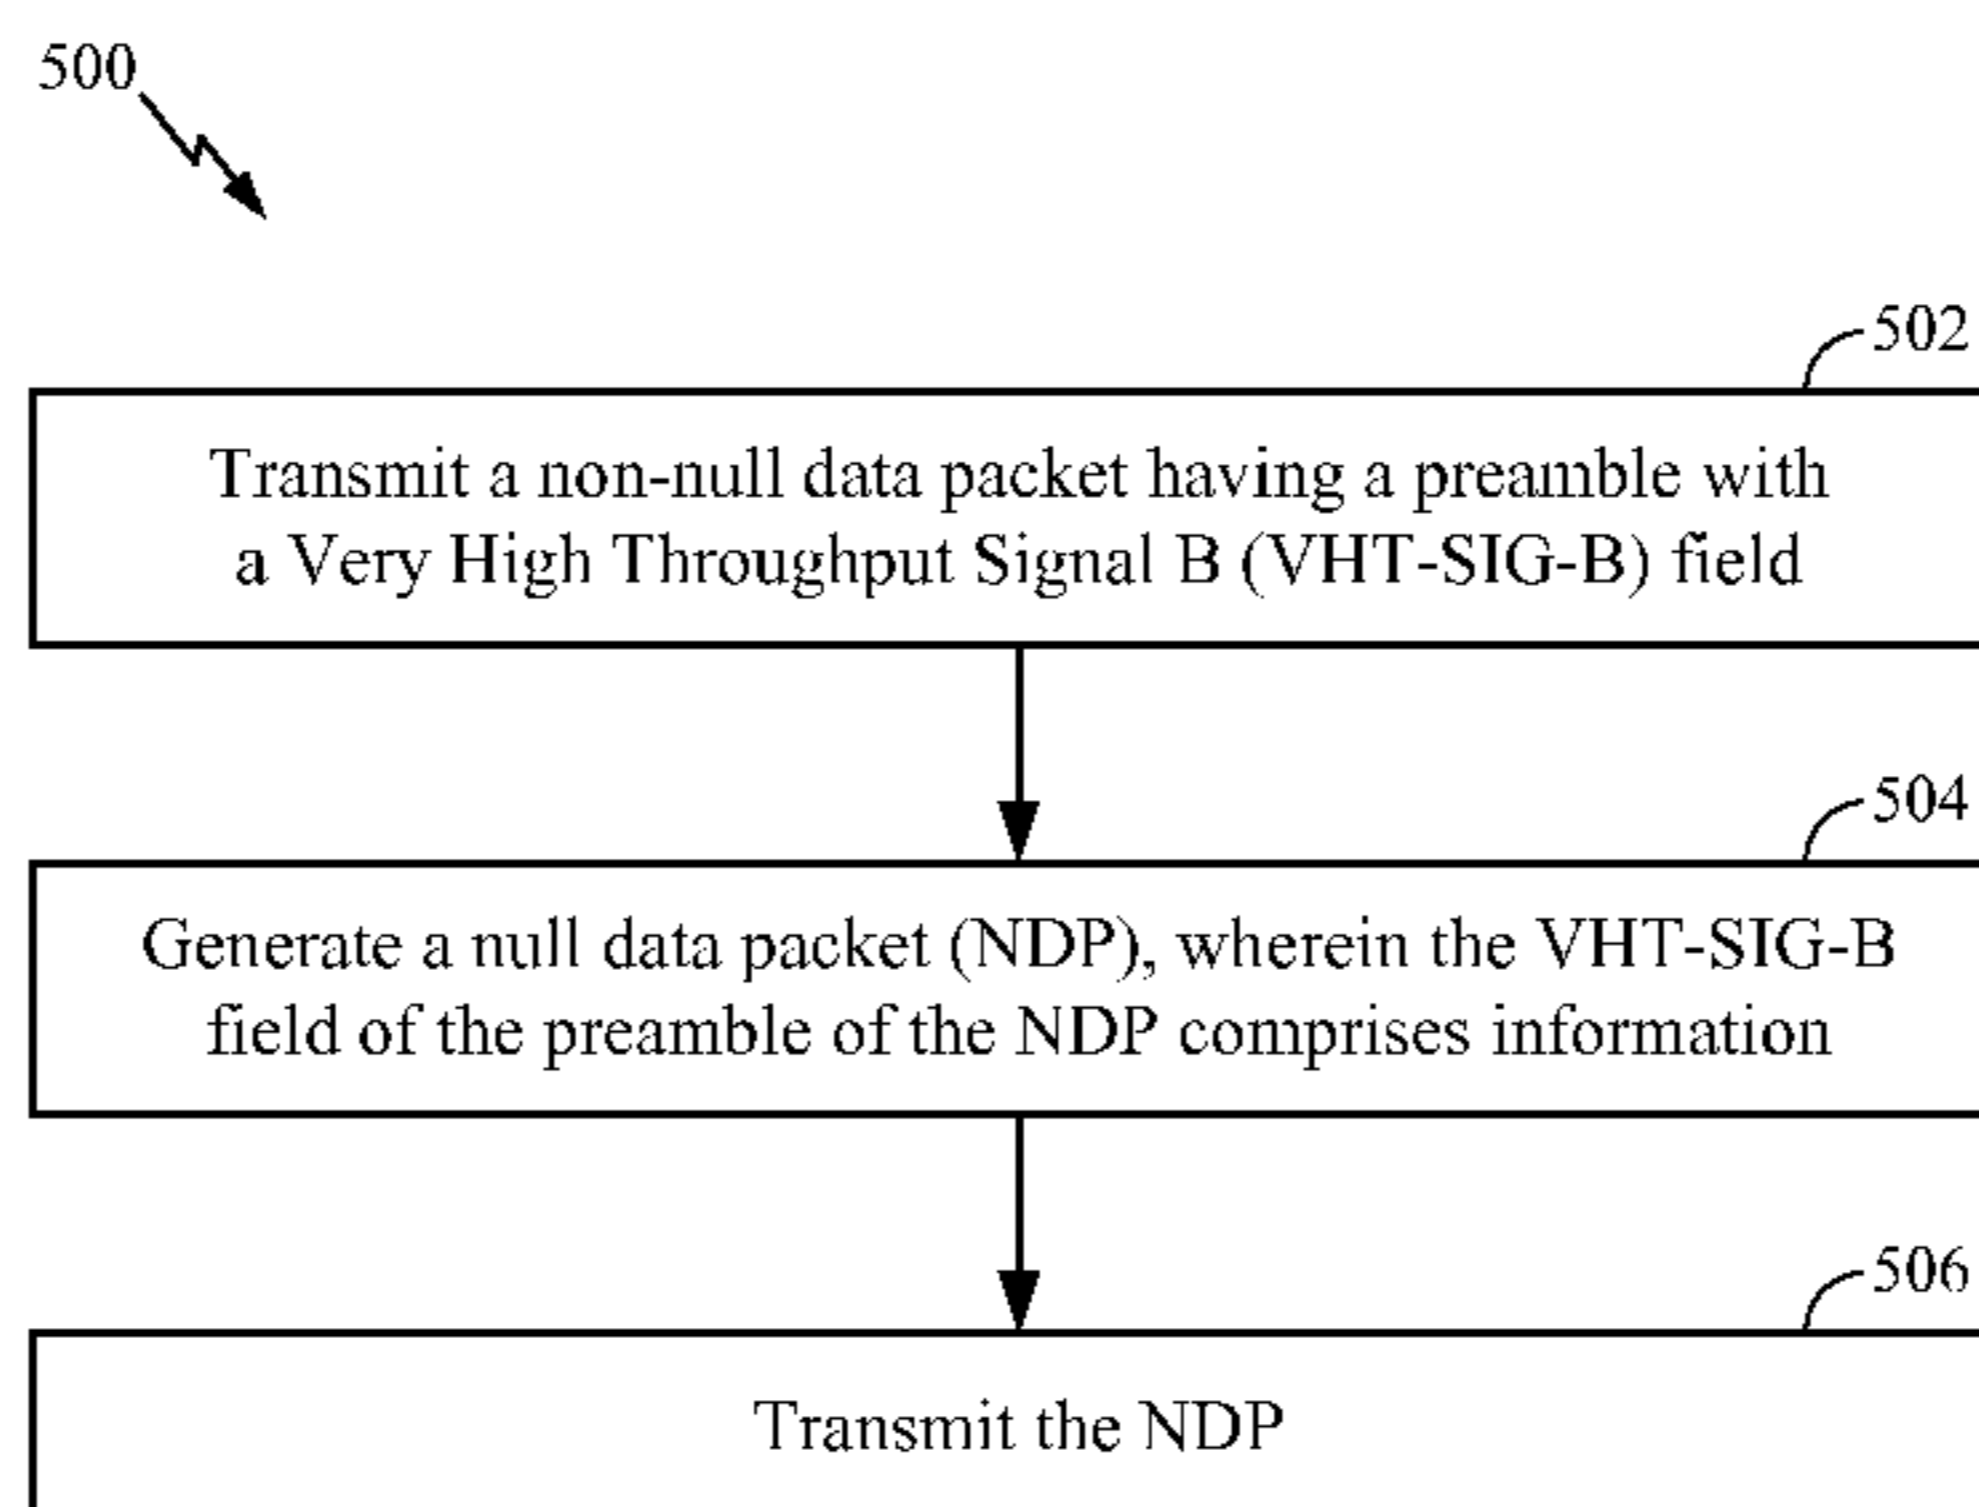 500
502
Transmit a non-null data packet having a preamble with
a Very High Throughput Signal B (VHT-SIG-B) field
504
Generate a null data packet (NDP), wherein the VHT-SIG-B
field of the preamble of the NDP comprises information
506
Transmit the NDP